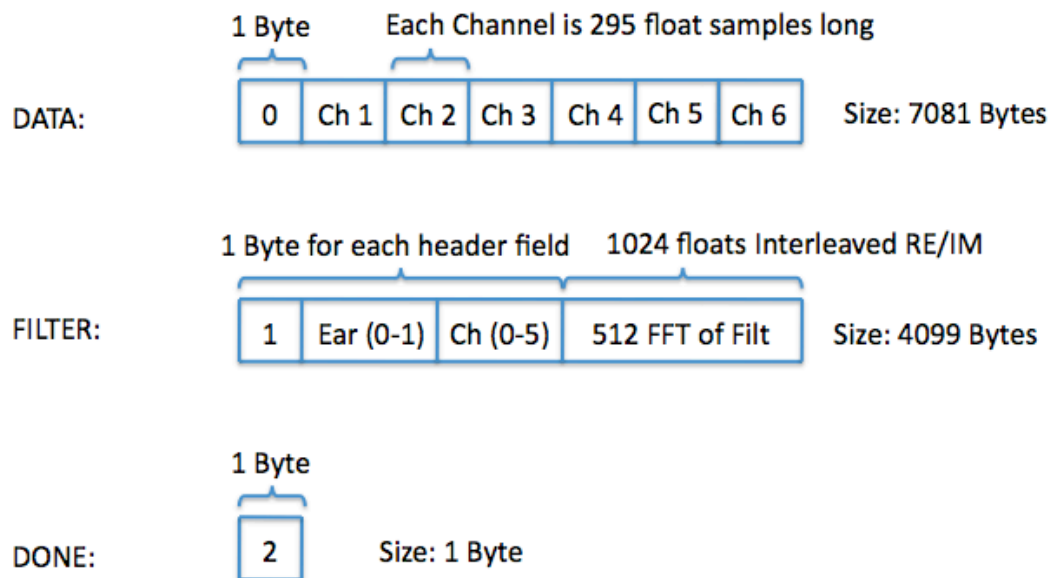 1 Byte Each Channel is 295 float samples long
DATA: 0 Ch 1 Ch 2 Ch 3 Ch 4 Ch 5 Ch 6 Size: 7081 Bytes
1 Byte for each header field 1024 floats Interleaved RE/IM
FILTER: 1 Ear (0-1) Ch (0-5) 512 FFT of Filt Size: 4099 Bytes
1 Byte
DONE: 2 Size: 1 Byte